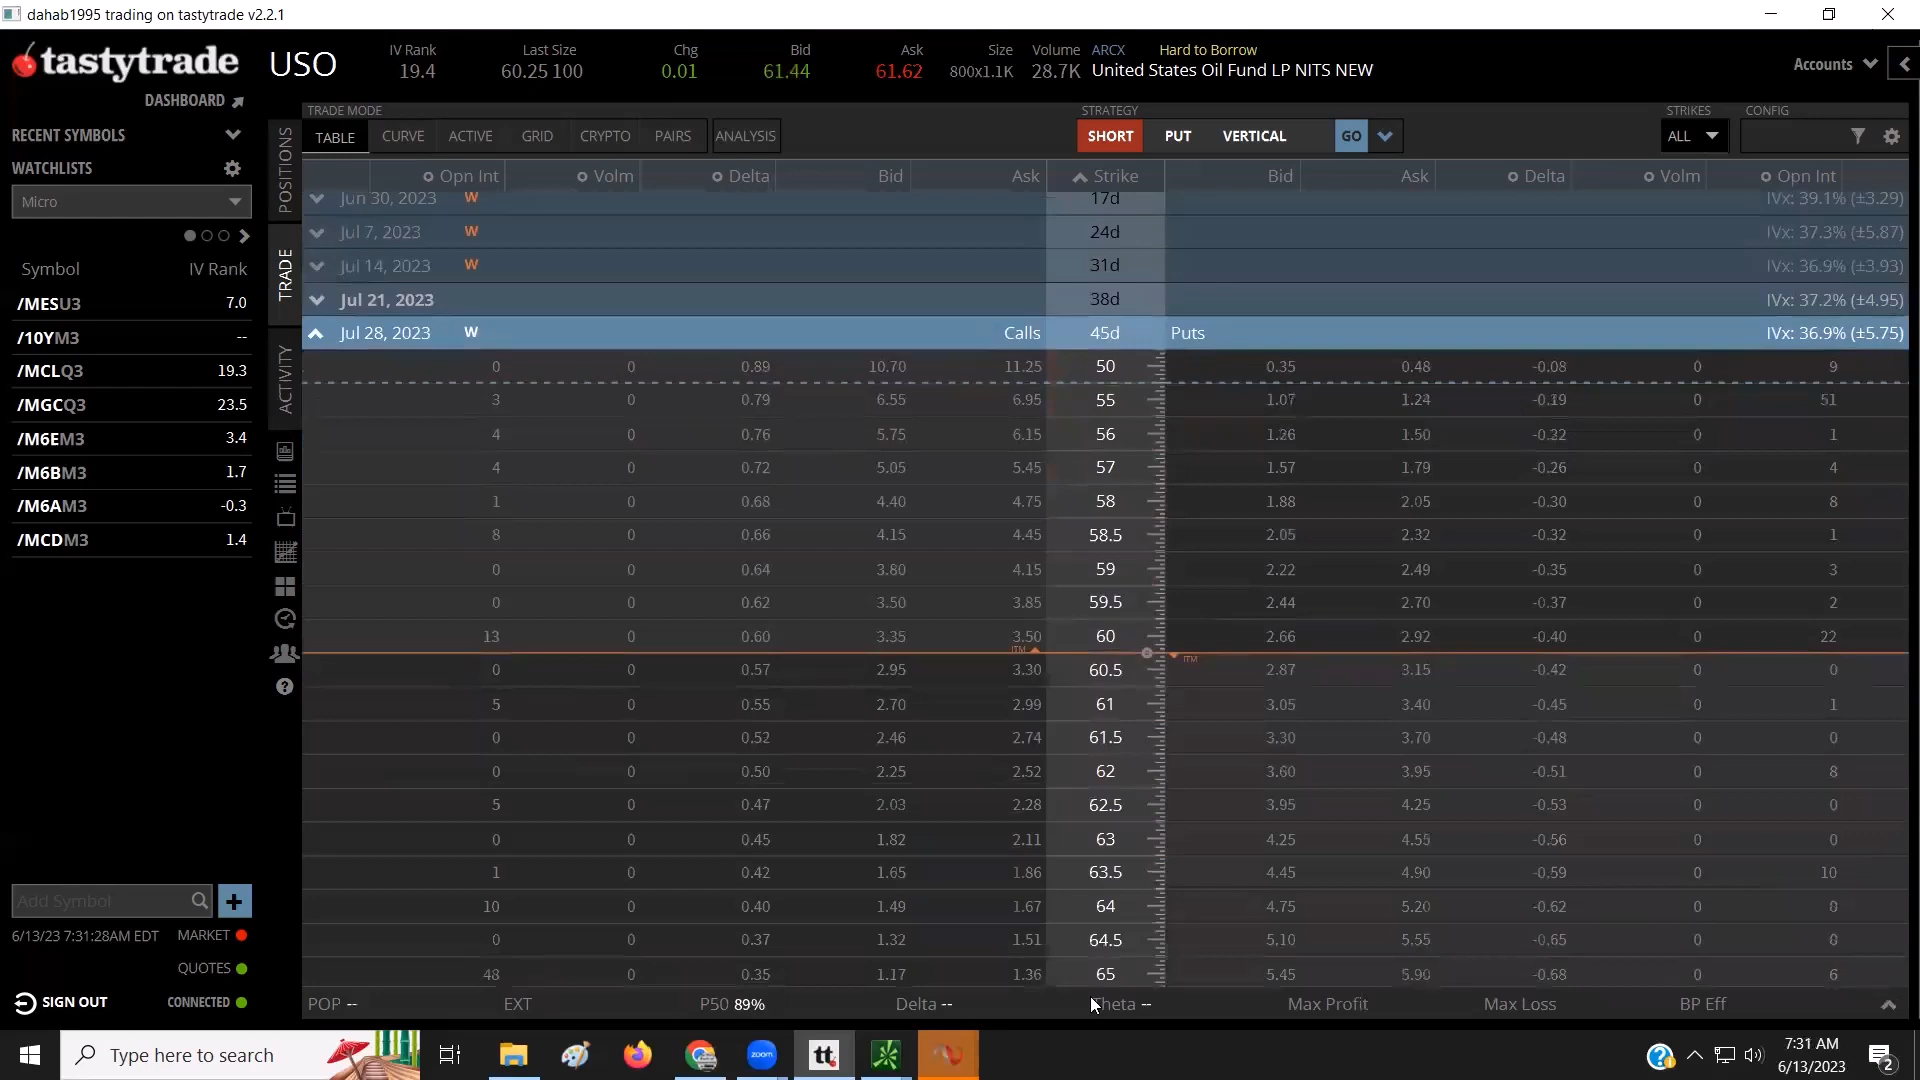 dahab1995 trading on tastytrade v2.2.1
tastytrade
DASHBOARD
USO
IV Rank Last Size Chg Bid Ask Size Volume ARCX Hard to Borrow
19.4 60.25 100 0.01 61.44 61.62 800x1.1K 28.7K United States Oil Fund LP NITS NEW
Accounts
RECENT SYMBOLS
WATCHLISTS
Micro
Symbol IV Rank
/MESU3 7.0
/10YM3 --
/MCLQ3 19.3
/MGCQ3 23.5
/M6EM3 3.4
/M6BM3 1.7
/M6AM3 -0.3
/MCDM3 1.4
Add Symbol
6/13/23 7:31:28AM EDT MARKET
QUOTES
SIGN OUT CONNECTED
POSITIONS
TRADE
ACTIVITY
TRADE MODE STRATEGY STRIKES CONFIG
TABLE CURVE ACTIVE GRID CRYPTO PAIRS ANALYSIS SHORT PUT VERTICAL GO ALL
Opn Int Volm Delta Bid Ask Strike Bid Ask Delta Volm Opn Int
Jun 30, 2023 W 17d IVx: 39.1% (±3.29)
Jul 7, 2023 W 24d IVx: 37.3% (±5.87)
Jul 14, 2023 W 31d IVx: 36.9% (±3.93)
Jul 21, 2023 38d IVx: 37.2% (±4.95)
Jul 28, 2023 W Calls 45d Puts IVx: 36.9% (±5.75)
0 0 0.89 10.70 11.25 50 0.35 0.48 -0.08 0 9
3 0 0.79 6.55 6.95 55 1.07 1.24 -0.19 0 51
4 0 0.76 5.75 6.15 56 1.26 1.50 -0.22 0 1
4 0 0.72 5.05 5.45 57 1.57 1.79 -0.26 0 4
1 0 0.68 4.40 4.75 58 1.88 2.05 -0.30 0 8
8 0 0.66 4.15 4.45 58.5 2.05 2.32 -0.32 0 1
0 0 0.64 3.80 4.15 59 2.22 2.49 -0.35 0 3
0 0 0.62 3.50 3.85 59.5 2.44 2.70 -0.37 0 2
13 0 0.60 3.35 3.50 60 2.66 2.92 -0.40 0 22
ITM ITM
0 0 0.57 2.95 3.30 60.5 2.87 3.15 -0.42 0 0
5 0 0.55 2.70 2.99 61 3.05 3.40 -0.45 0 1
0 0 0.52 2.46 2.74 61.5 3.30 3.70 -0.48 0 0
0 0 0.50 2.25 2.52 62 3.60 3.95 -0.51 0 8
5 0 0.47 2.03 2.28 62.5 3.95 4.25 -0.53 0 0
0 0 0.45 1.82 2.11 63 4.25 4.55 -0.56 0 0
1 0 0.42 1.65 1.86 63.5 4.45 4.90 -0.59 0 10
10 0 0.40 1.49 1.67 64 4.75 5.20 -0.62 0 0
0 0 0.37 1.32 1.51 64.5 5.10 5.55 -0.65 0 0
48 0 0.35 1.17 1.36 65 5.45 5.90 -0.68 0 6
POP -- EXT P50 89% Delta -- Theta -- Max Profit Max Loss BP Eff
Type here to search
zoom
tt
7:31 AM
6/13/2023
2